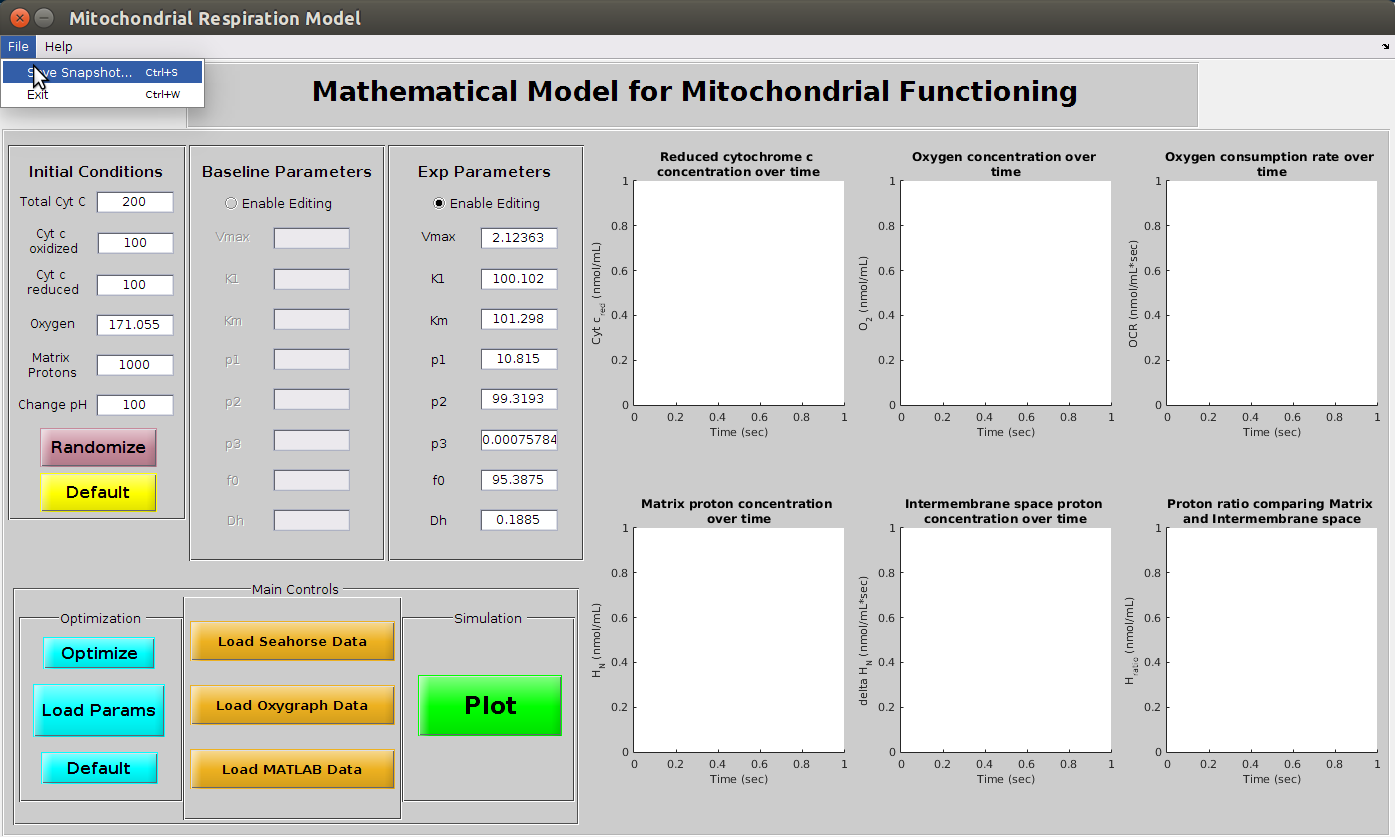 Mitochondrial Respiration Model
File Help
Save Snapshot... Ctrl+S
Exit Ctrl+W
Mathematical Model for Mitochondrial Functioning
Initial Conditions
Total Cyt C 200
Cyt c
oxidized 100
Cyt c
reduced 100
Oxygen 171.055
Matrix
Protons 1000
Change pH 100
Randomize
Default
Baseline Parameters
Enable Editing
Vmax
K1
Km
p1
p2
p3
f0
Dh
Exp Parameters
Enable Editing
Vmax 2.12363
K1 100.102
Km 101.298
p1 10.815
p2 99.3193
p3 0.00075784
f0 95.3875
Dh 0.1885
Main Controls
Optimization
Optimize
Load Params
Default
Load Seahorse Data
Load Oxygraph Data
Load MATLAB Data
Simulation
Plot
Reduced cytochrome c
concentration over time
Cyt c_red (nmol/mL)
1
0.8
0.6
0.4
0.2
0
0 0.2 0.4 0.6 0.8 1
Time (sec)
Oxygen concentration over
time
O2 (nmol/mL)
1
0.8
0.6
0.4
0.2
0
0 0.2 0.4 0.6 0.8 1
Time (sec)
Oxygen consumption rate over
time
OCR (nmol/mL*sec)
1
0.8
0.6
0.4
0.2
0
0 0.2 0.4 0.6 0.8 1
Time (sec)
Matrix proton concentration
over time
H_N (nmol/mL)
1
0.8
0.6
0.4
0.2
0
0 0.2 0.4 0.6 0.8 1
Time (sec)
Intermembrane space proton
concentration over time
delta H_N (nmol/mL*sec)
1
0.8
0.6
0.4
0.2
0
0 0.2 0.4 0.6 0.8 1
Time (sec)
Proton ratio comparing Matrix
and Intermembrane space
H_ratio (nmol/mL)
1
0.8
0.6
0.4
0.2
0
0 0.2 0.4 0.6 0.8 1
Time (sec)